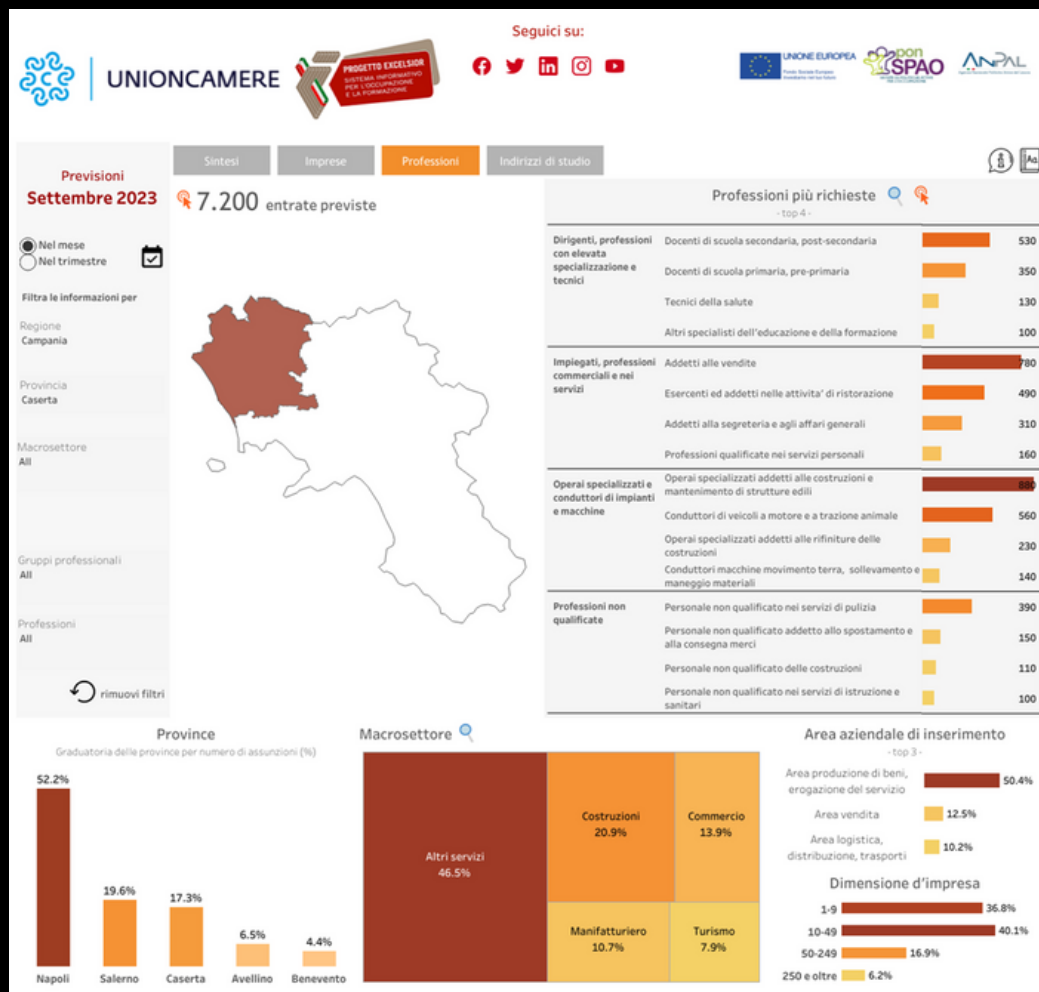 Seguici su:
UNIONCAMERE
PROGETTO EXCELSIOR
SISTEMA INFORMATIVO
PER L'OCCUPAZIONE
E LA FORMAZIONE
UNIONE EUROPEA
Fondo Sociale Europeo
pon
SPAO
ANPAL
Previsioni
Settembre 2023
Nel mese
Nel trimestre
Filtra le informazioni per
Regione
Campania
Provincia
Caserta
Macrosettore
All
Gruppi professionali
All
Professioni
All
rimuovi filtri
Sintesi
Imprese
Professioni
Indirizzi di studio
Aa
7.200 entrate previste
Professioni più richieste
- top 4 -
Dirigenti, professioni
con elevata
specializzazione e
tecnici
Docenti di scuola secondaria, post-secondaria 530
Docenti di scuola primaria, pre-primaria 350
Tecnici della salute 130
Altri specialisti dell'educazione e della formazione 100
Impiegati, professioni
commerciali e nei
servizi
Addetti alle vendite 780
Esercenti ed addetti nelle attivita' di ristorazione 490
Addetti alla segreteria e agli affari generali 310
Professioni qualificate nei servizi personali 160
Operai specializzati e
conduttori di impianti
e macchine
Operai specializzati addetti alle costruzioni e
mantenimento di strutture edili 880
Conduttori di veicoli a motore e a trazione animale 560
Operai specializzati addetti alle rifiniture delle
costruzioni 230
Conduttori macchine movimento terra, sollevamento e
maneggio materiali 140
Professioni non
qualificate
Personale non qualificato nei servizi di pulizia 390
Personale non qualificato addetto allo spostamento e
alla consegna merci 150
Personale non qualificato delle costruzioni 110
Personale non qualificato nei servizi di istruzione e
sanitari 100
Province
Graduatoria delle province per numero di assunzioni (%)
52.2%
19.6%
17.3%
6.5%
4.4%
Napoli
Salerno
Caserta
Avellino
Benevento
Macrosettore
Altri servizi
46.5%
Costruzioni
20.9%
Commercio
13.9%
Manifatturiero
10.7%
Turismo
7.9%
Area aziendale di inserimento
- top 3 -
Area produzione di beni,
erogazione del servizio 50.4%
Area vendita 12.5%
Area logistica,
distribuzione, trasporti 10.2%
Dimensione d'impresa
1-9 36.8%
10-49 40.1%
50-249 16.9%
250 e oltre 6.2%